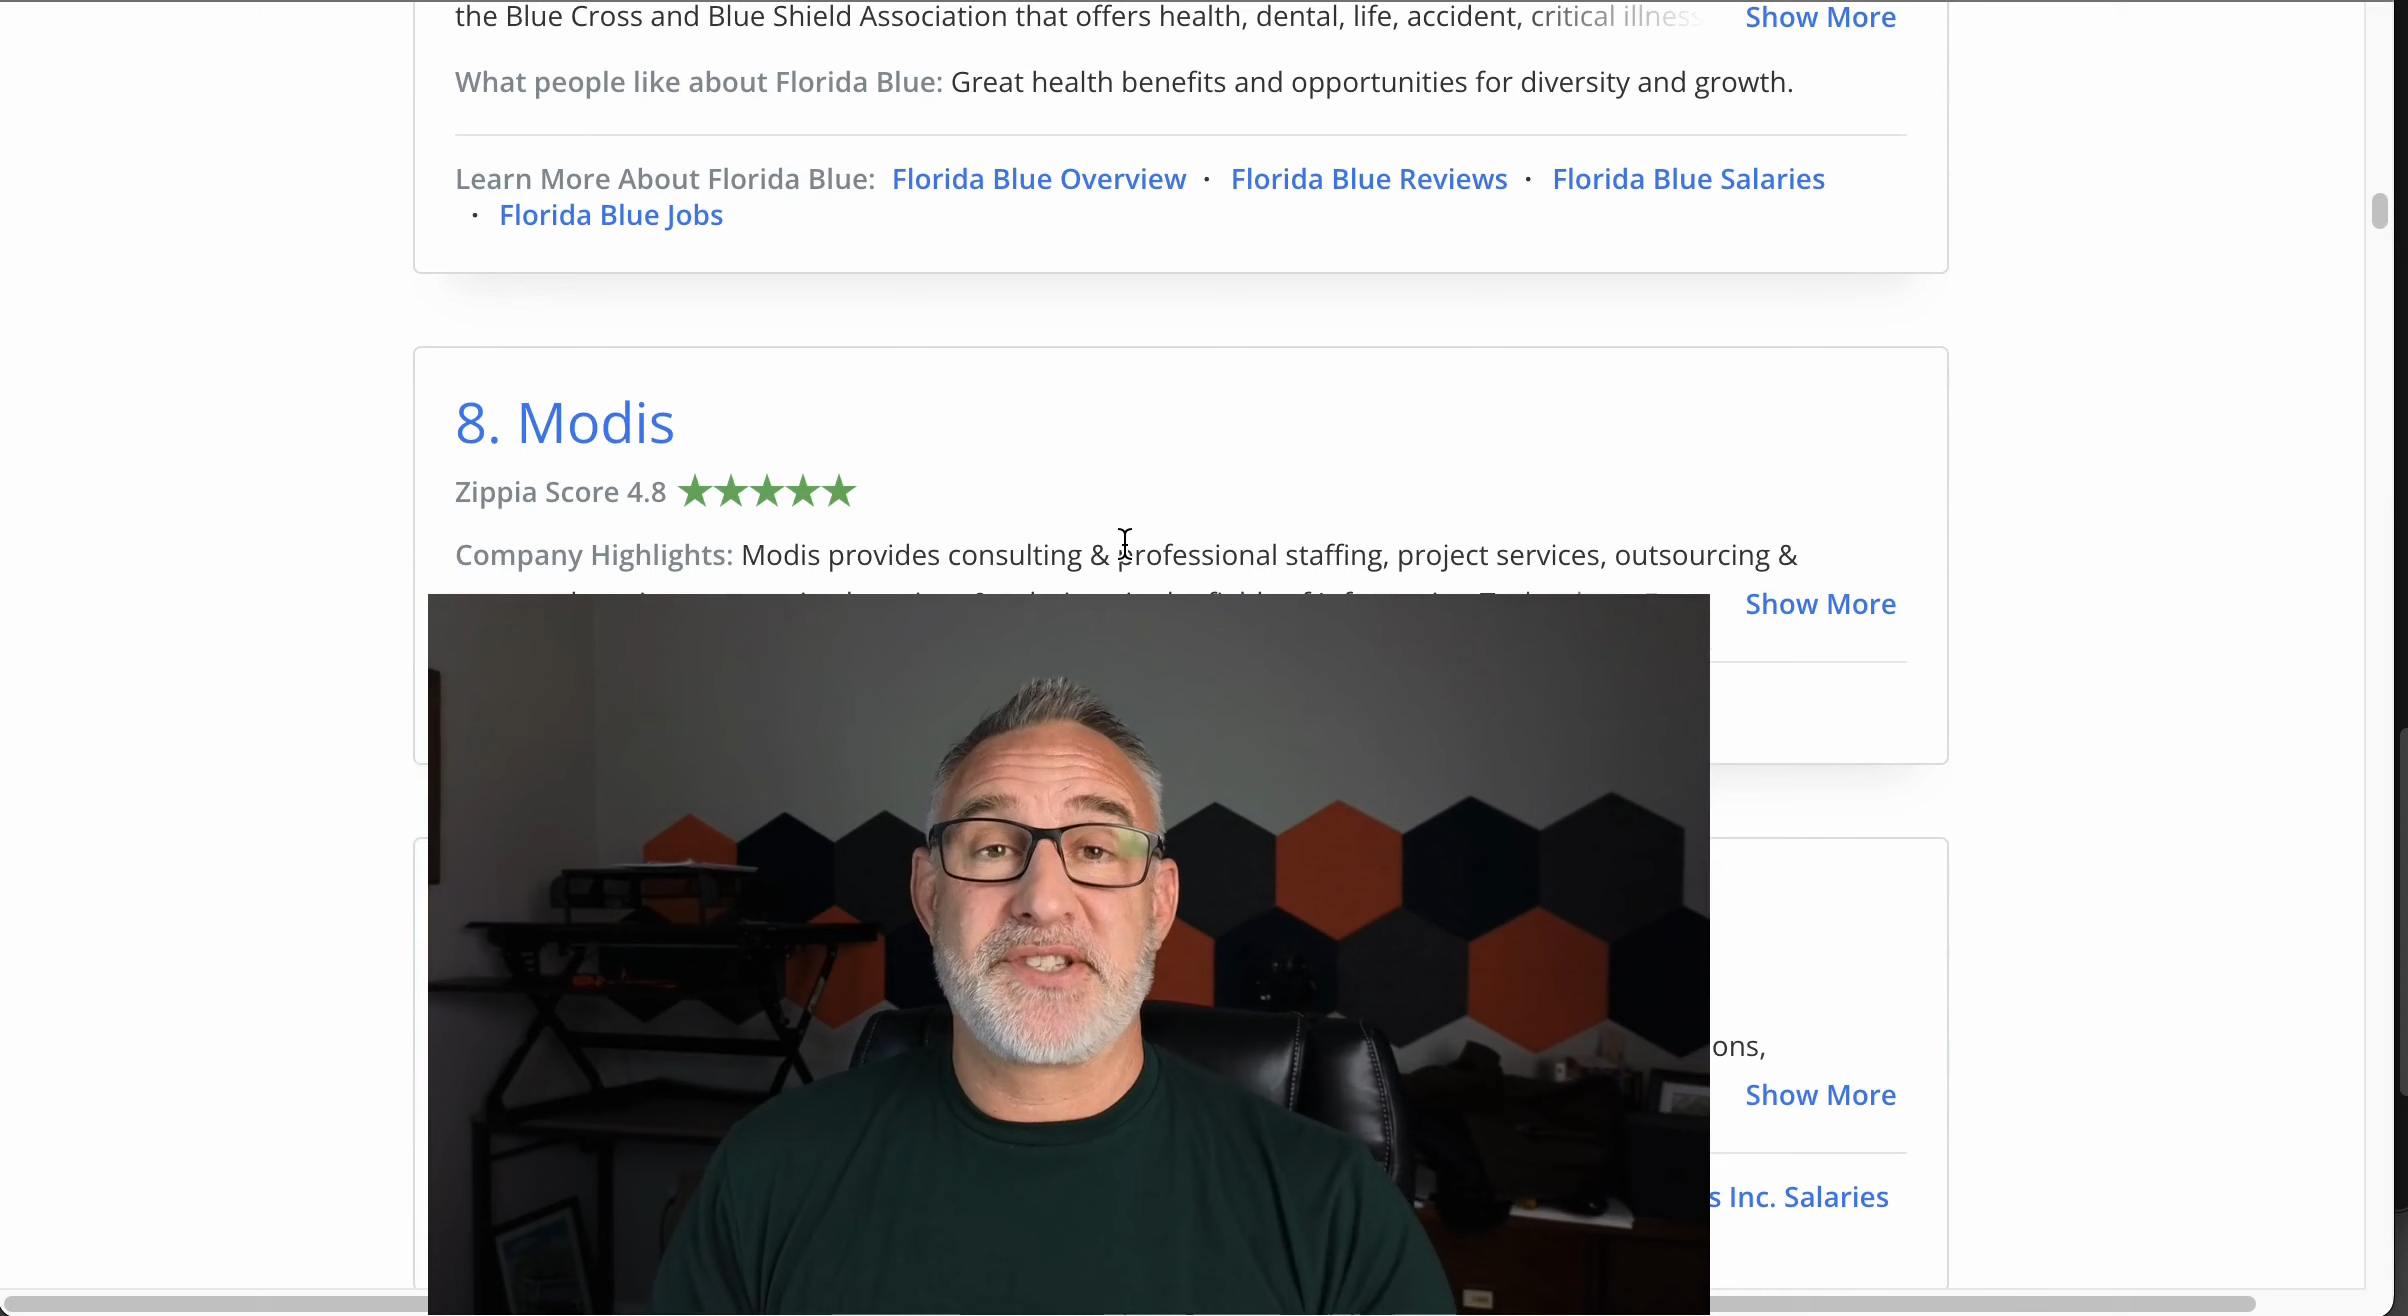 the Blue Cross and Blue Shield Association that offers health, dental, life, accident, critical illness Show More
What people like about Florida Blue: Great health benefits and opportunities for diversity and growth.
Learn More About Florida Blue: Florida Blue Overview · Florida Blue Reviews · Florida Blue Salaries
· Florida Blue Jobs
8. Modis
Zippia Score 4.8
Company Highlights: Modis provides consulting & professional staffing, project services, outsourcing &
Show More
ons,
Show More
s Inc. Salaries